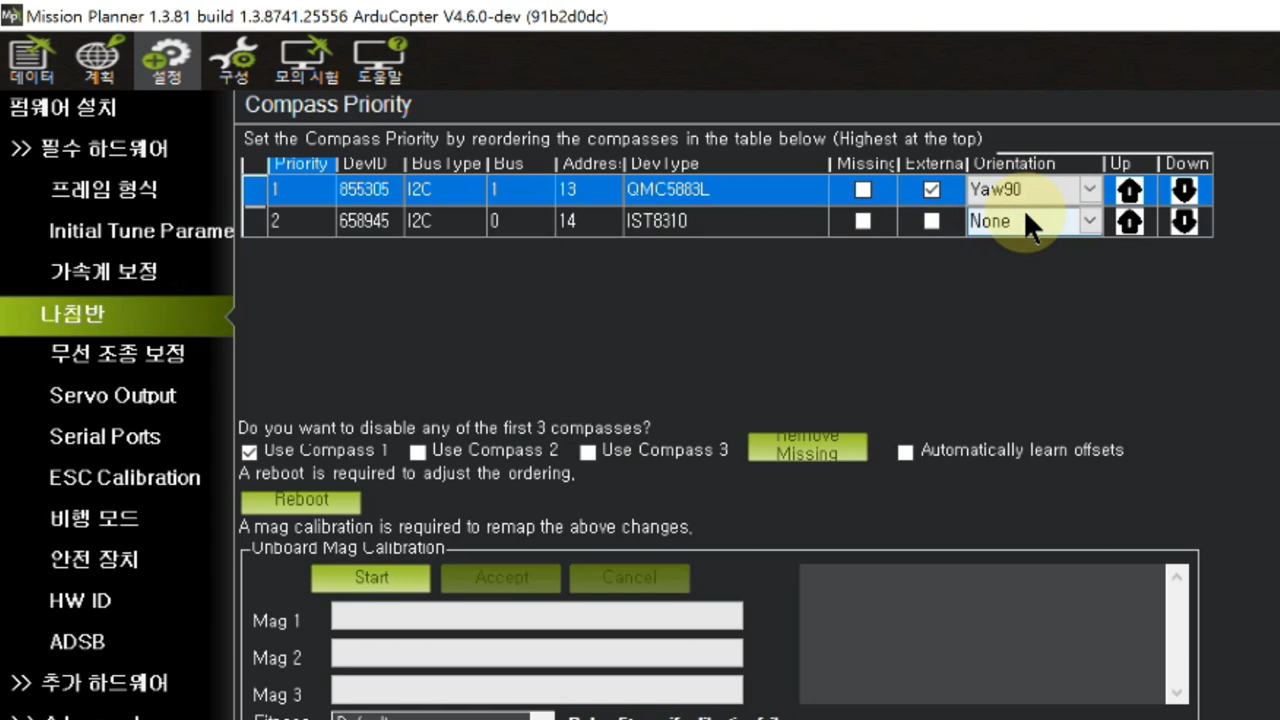 Mission Planner 1.3.81 build 1.3.8741.25556 ArduCopter V4.6.0-dev (91b2d0dc)
데이터 계획 설정 구성 모의 시험 도움말
펌웨어 설치
>> 필수 하드웨어
프레임 형식
Initial Tune Parame
가속계 보정
나침반
무선 조종 보정
Servo Output
Serial Ports
ESC Calibration
비행 모드
안전 장치
HW ID
ADSB
>> 추가 하드웨어
Compass Priority
Set the Compass Priority by reordering the compasses in the table below (Highest at the top)
Priority DevID Bus Type Bus Addres: DevType Missing External Orientation Up Down
1 855305 I2C 1 13 QMC5883L Yaw90
2 658945 I2C 0 14 IST8310 None
Do you want to disable any of the first 3 compasses?
Use Compass 1 Use Compass 2 Use Compass 3 Remove Missing Automatically learn offsets
A reboot is required to adjust the ordering.
Reboot
A mag calibration is required to remap the above changes.
Onboard Mag Calibration
Start Accept Cancel
Mag 1
Mag 2
Mag 3